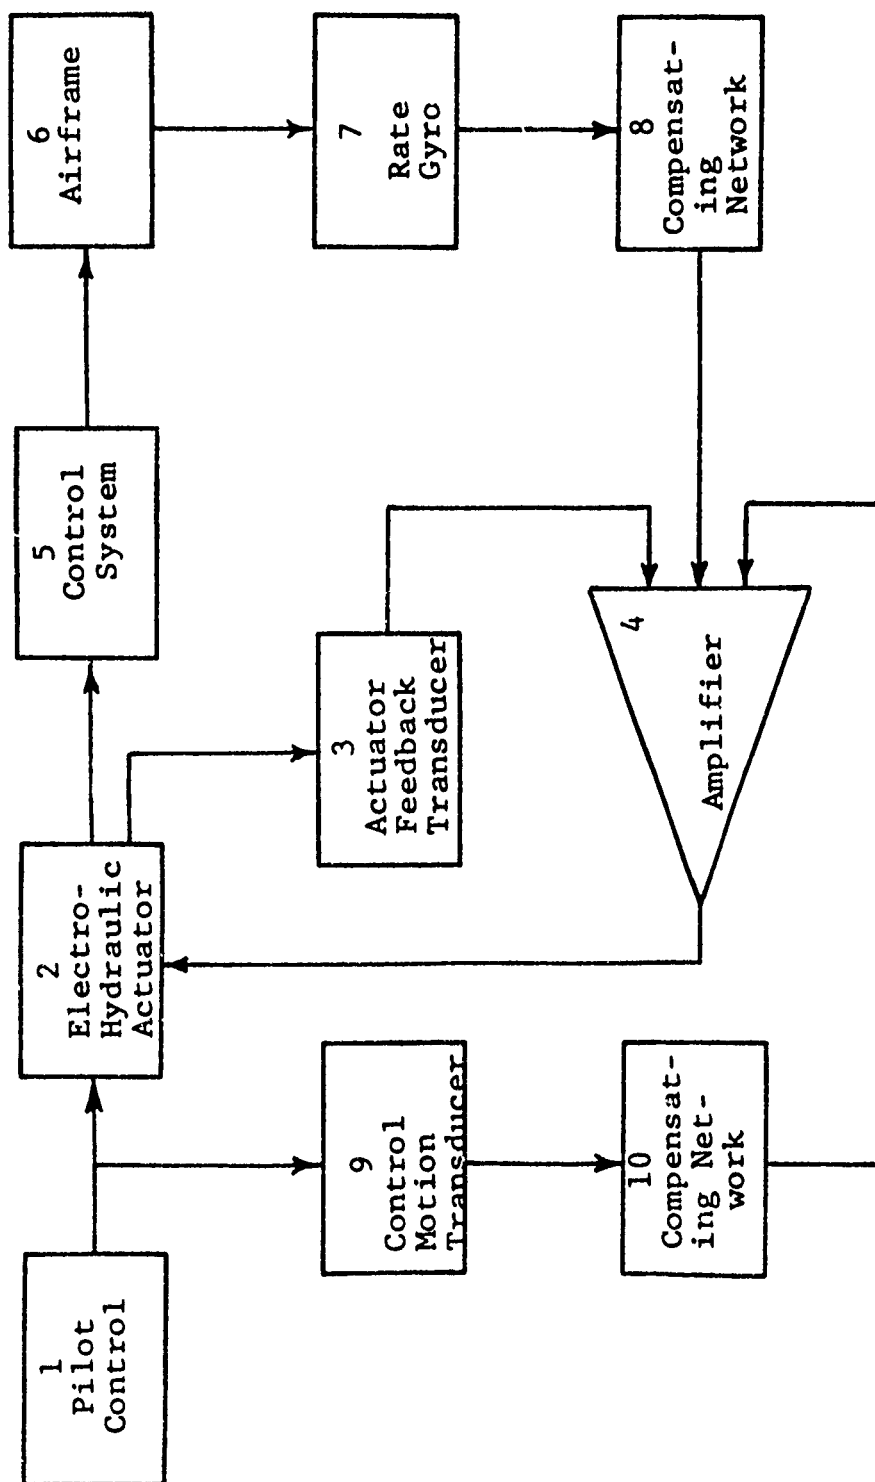 1
Pilot
Control
2
Electro-
Hydraulic
Actuator
3
Actuator
Feedback
Transducer
4
Amplifier
5
Control
System
6
Airframe
7
Rate
Gyro
8
Compensat-
ing
Network
9
Control
Motion
Transducer
10
Compensat-
ing Net-
work